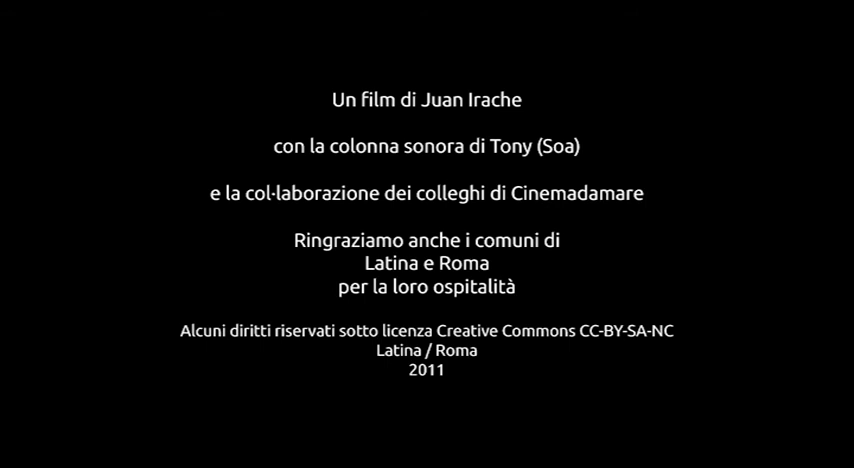 Un film di Juan Irache
con la colonna sonora di Tony (Soa)
e la col·laborazione dei colleghi di Cinemadamare
Ringraziamo anche i comuni di
Latina e Roma
per la loro ospitalità
Alcuni diritti riservati sotto licenza Creative Commons CC-BY-SA-NC
Latina / Roma
2011